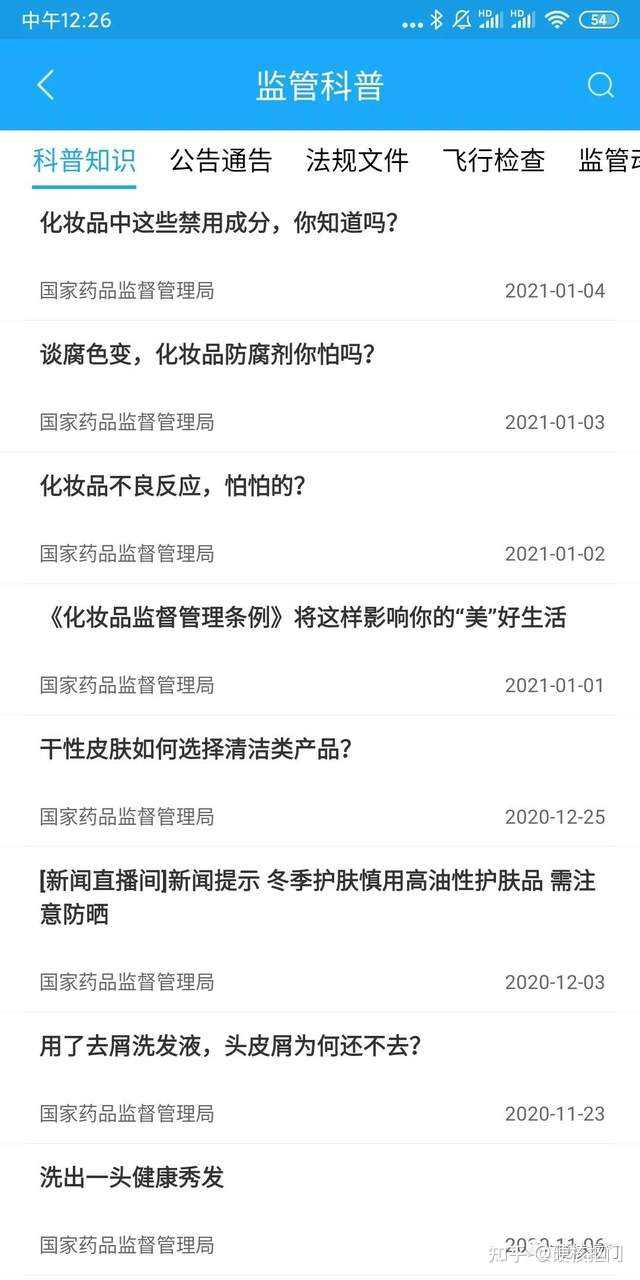 中午12:26
HD HD 54
监管科普
科普知识 公告通告 法规文件 飞行检查 监管
化妆品中这些禁用成分，你知道吗？
国家药品监督管理局 2021-01-04
谈腐色变，化妆品防腐剂你怕吗？
国家药品监督管理局 2021-01-03
化妆品不良反应，怕怕的？
国家药品监督管理局 2021-01-02
《化妆品监督管理条例》将这样影响你的“美”好生活
国家药品监督管理局 2021-01-01
干性皮肤如何选择清洁类产品？
国家药品监督管理局 2020-12-25
[新闻直播间]新闻提示 冬季护肤慎用高油性护肤品 需注
意防晒
国家药品监督管理局 2020-12-03
用了去屑洗发液，头皮屑为何还不去？
国家药品监督管理局 2020-11-23
洗出一头健康秀发
国家药品监督管理局 2020-11-06
知乎